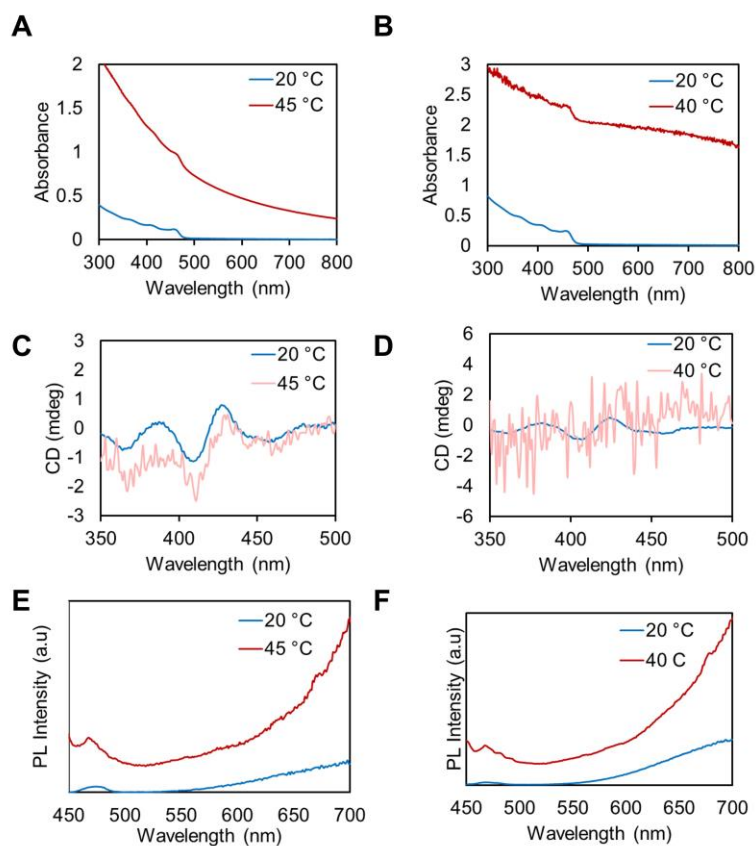 A
2
1.5
1
0.5
0
Absorbance
20 °C
45 °C
300 400 500 600 700 800
Wavelength (nm)
B
3
2.5
2
1.5
1
0.5
0
Absorbance
20 °C
40 °C
300 400 500 600 700 800
Wavelength (nm)
C
3
2
1
0
-1
-2
-3
CD (mdeg)
20 °C
45 °C
350 400 450 500
Wavelength (nm)
D
6
4
2
0
-2
-4
-6
CD (mdeg)
20 °C
40 °C
350 400 450 500
Wavelength (nm)
E
PL Intensity (a.u)
20 °C
45 °C
450 500 550 600 650 700
Wavelength (nm)
F
PL Intensity (a.u)
20 °C
40 C
450 500 550 600 650 700
Wavelength (nm)